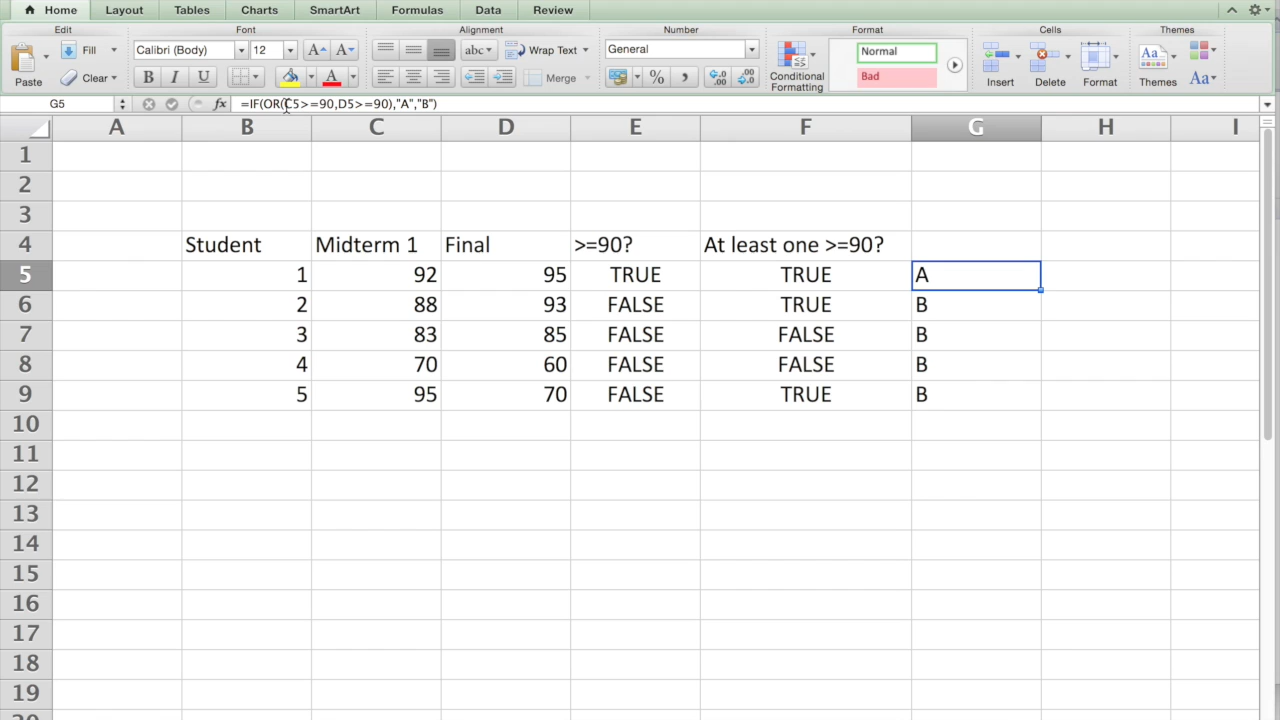 Home Layout Tables Charts SmartArt Formulas Data Review
Edit Font Alignment Number Format Cells Themes
Paste Fill Clear Calibri (Body) 12 A A B I U A abc Wrap Text Merge General % Conditional Formatting Normal Bad Insert Delete Format Aa Themes Aa
G5 fx =IF(OR(C5>=90,D5>=90),"A","B")
A B C D E F G H I
1
2
3
4 Student Midterm 1 Final >=90? At least one >=90?
5 1 92 95 TRUE TRUE A
6 2 88 93 FALSE TRUE B
7 3 83 85 FALSE FALSE B
8 4 70 60 FALSE FALSE B
9 5 95 70 FALSE TRUE B
10
11
12
13
14
15
16
17
18
19